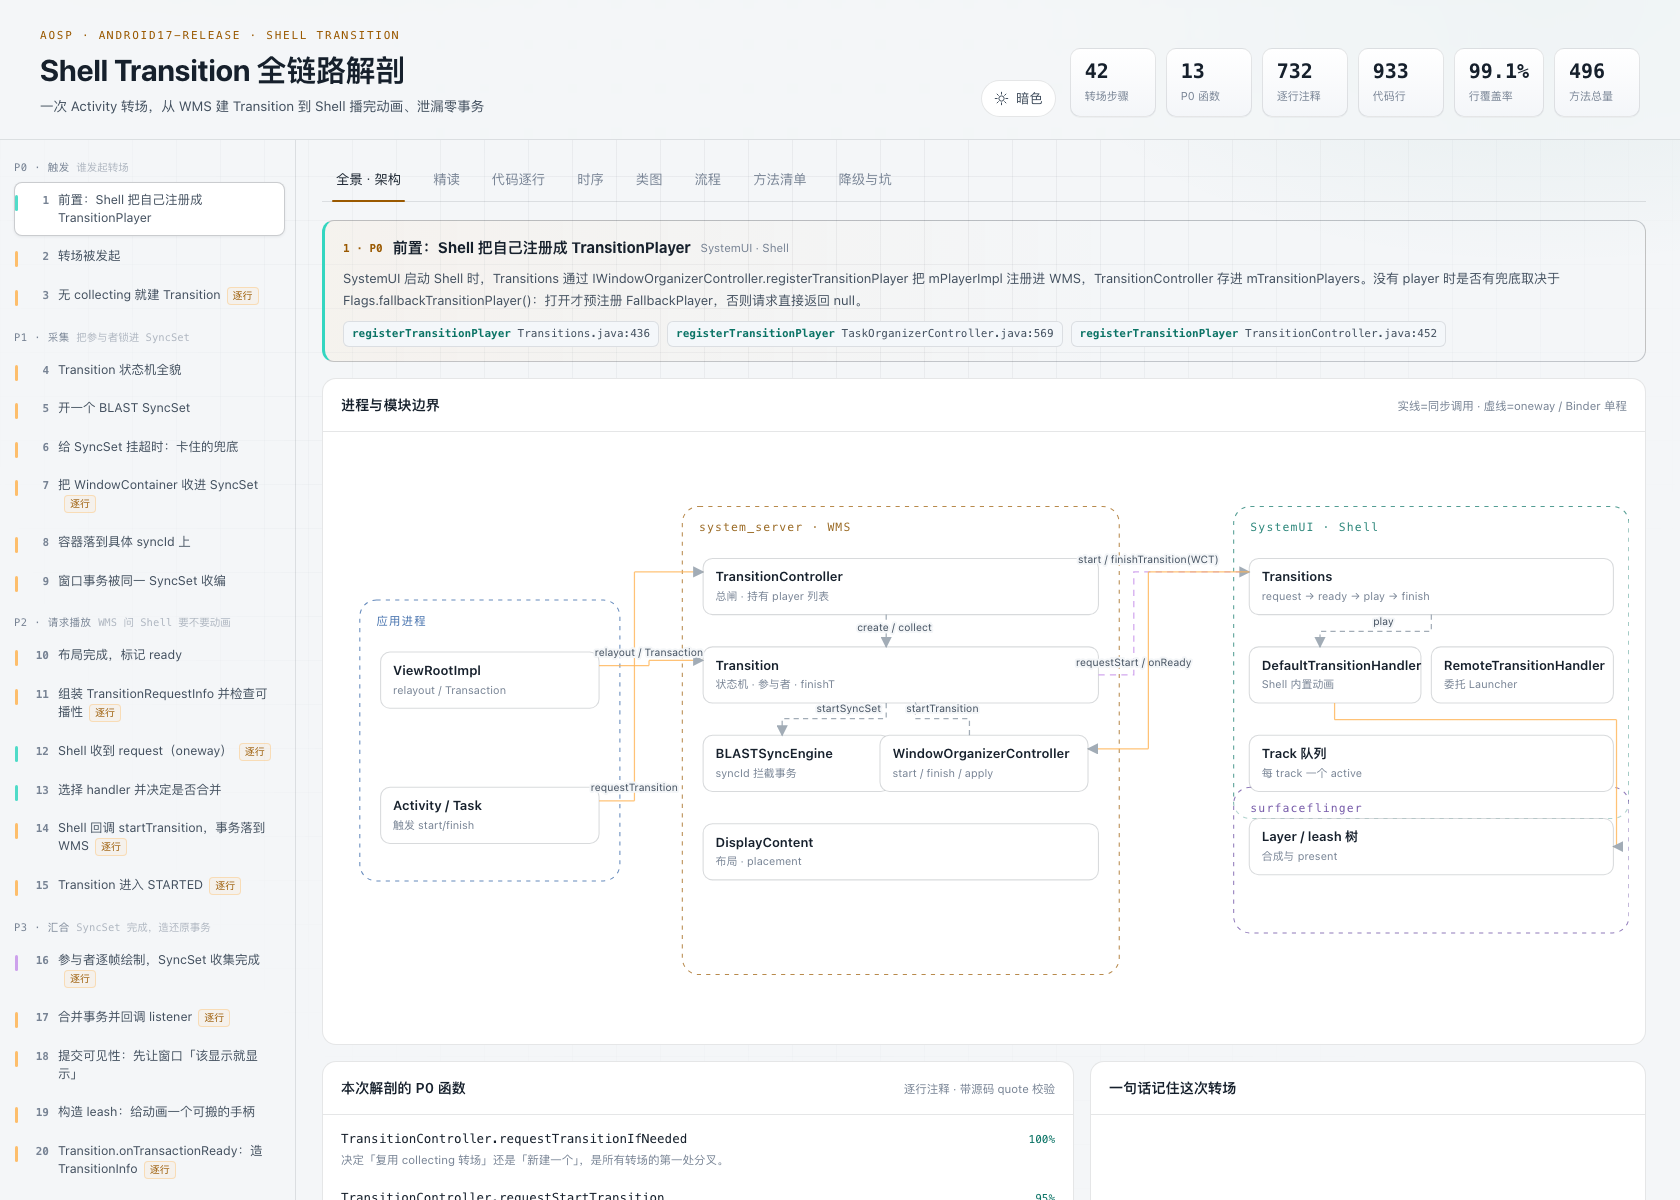 AOSP · ANDROID17-RELEASE · SHELL TRANSITION
Shell Transition 全链路解剖
一次 Activity 转场，从 WMS 建 Transition 到 Shell 播完动画、泄漏零事务
暗色
42
转场步骤
13
P0 函数
732
逐行注释
933
代码行
99.1%
行覆盖率
496
方法总量
P0 · 触发 谁发起转场
1 前置：Shell 把自己注册成
TransitionPlayer
2 转场被发起
3 无 collecting 就建 Transition 逐行
P1 · 采集 把参与者锁进 SyncSet
4 Transition 状态机全貌
5 开一个 BLAST SyncSet
6 给 SyncSet 挂超时：卡住的兜底
7 把 WindowContainer 收进 SyncSet
逐行
8 容器落到具体 syncId 上
9 窗口事务被同一 SyncSet 收编
P2 · 请求播放 WMS 问 Shell 要不要动画
10 布局完成，标记 ready
11 组装 TransitionRequestInfo 并检查可
播性 逐行
12 Shell 收到 request（oneway） 逐行
13 选择 handler 并决定是否合并
14 Shell 回调 startTransition，事务落到
WMS 逐行
15 Transition 进入 STARTED 逐行
P3 · 汇合 SyncSet 完成，造还原事务
16 参与者逐帧绘制，SyncSet 收集完成
逐行
17 合并事务并回调 listener 逐行
18 提交可见性：先让窗口「该显示就显
示」
19 构造 leash：给动画一个可搬的手柄
20 Transition.onTransactionReady：造
TransitionInfo 逐行
全景 · 架构 精读 代码逐行 时序 类图 流程 方法清单 降级与坑
1 · P0 前置：Shell 把自己注册成 TransitionPlayer SystemUI · Shell
SystemUI 启动 Shell 时，Transitions 通过 IWindowOrganizerController.registerTransitionPlayer 把 mPlayerImpl 注册进 WMS，TransitionController 存进 mTransitionPlayers。没有 player 时是否有兜底取决于
Flags.fallbackTransitionPlayer()：打开才预注册 FallbackPlayer，否则请求直接返回 null。
registerTransitionPlayer Transitions.java:436
registerTransitionPlayer TaskOrganizerController.java:569
registerTransitionPlayer TransitionController.java:452
进程与模块边界
实线=同步调用 · 虚线=oneway / Binder 单程
应用进程
ViewRootImpl
relayout / Transaction
Activity / Task
触发 start/finish
relayout / Transaction
requestTransition
system_server · WMS
TransitionController
总闸 · 持有 player 列表
create / collect
Transition
状态机 · 参与者 · finishT
startSyncSet
startTransition
BLASTSyncEngine
syncId 拦截事务
WindowOrganizerController
start / finish / apply
DisplayContent
布局 · placement
start / finishTransition(WCT)
requestStart / onReady
SystemUI · Shell
Transitions
request → ready → play → finish
play
DefaultTransitionHandler
Shell 内置动画
RemoteTransitionHandler
委托 Launcher
Track 队列
每 track 一个 active
surfaceflinger
Layer / leash 树
合成与 present
本次解剖的 P0 函数
逐行注释 · 带源码 quote 校验
TransitionController.requestTransitionIfNeeded 100%
决定「复用 collecting 转场」还是「新建一个」，是所有转场的第一处分叉。
TransitionController.requestStartTransition 95%
一句话记住这次转场